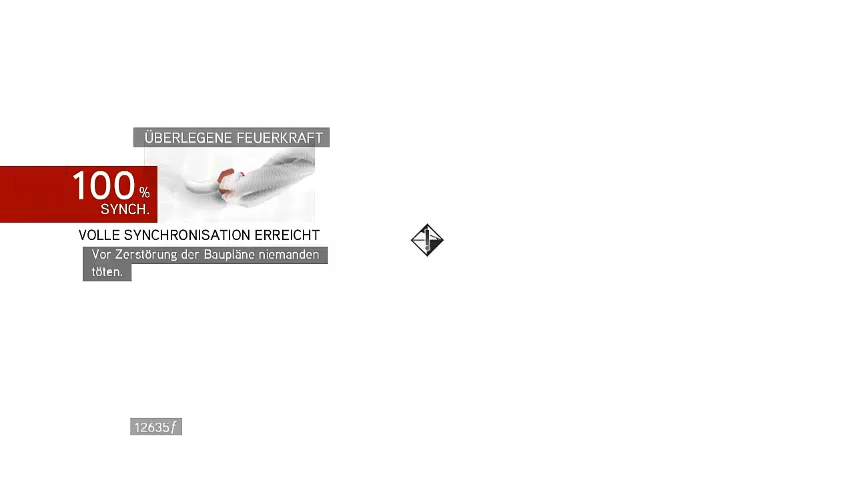 ÜBERLEGENE FEUERKRAFT
100 %
SYNCH.
VOLLE SYNCHRONISATION ERREICHT
Vor Zerstörung der Baupläne niemanden
töten.
12635ƒ